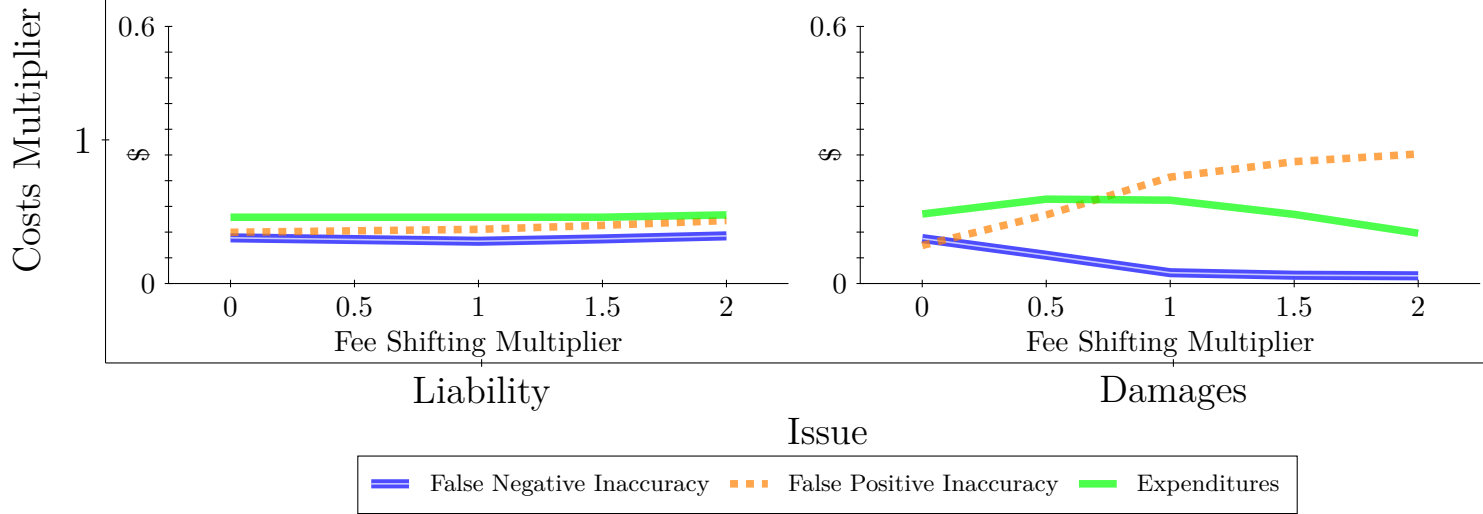 Costs Multiplier
1
0.6
$
0
0 0.5 1 1.5 2
Fee Shifting Multiplier
0.6
$
0
0 0.5 1 1.5 2
Fee Shifting Multiplier
Liability Damages
Issue
False Negative Inaccuracy False Positive Inaccuracy Expenditures